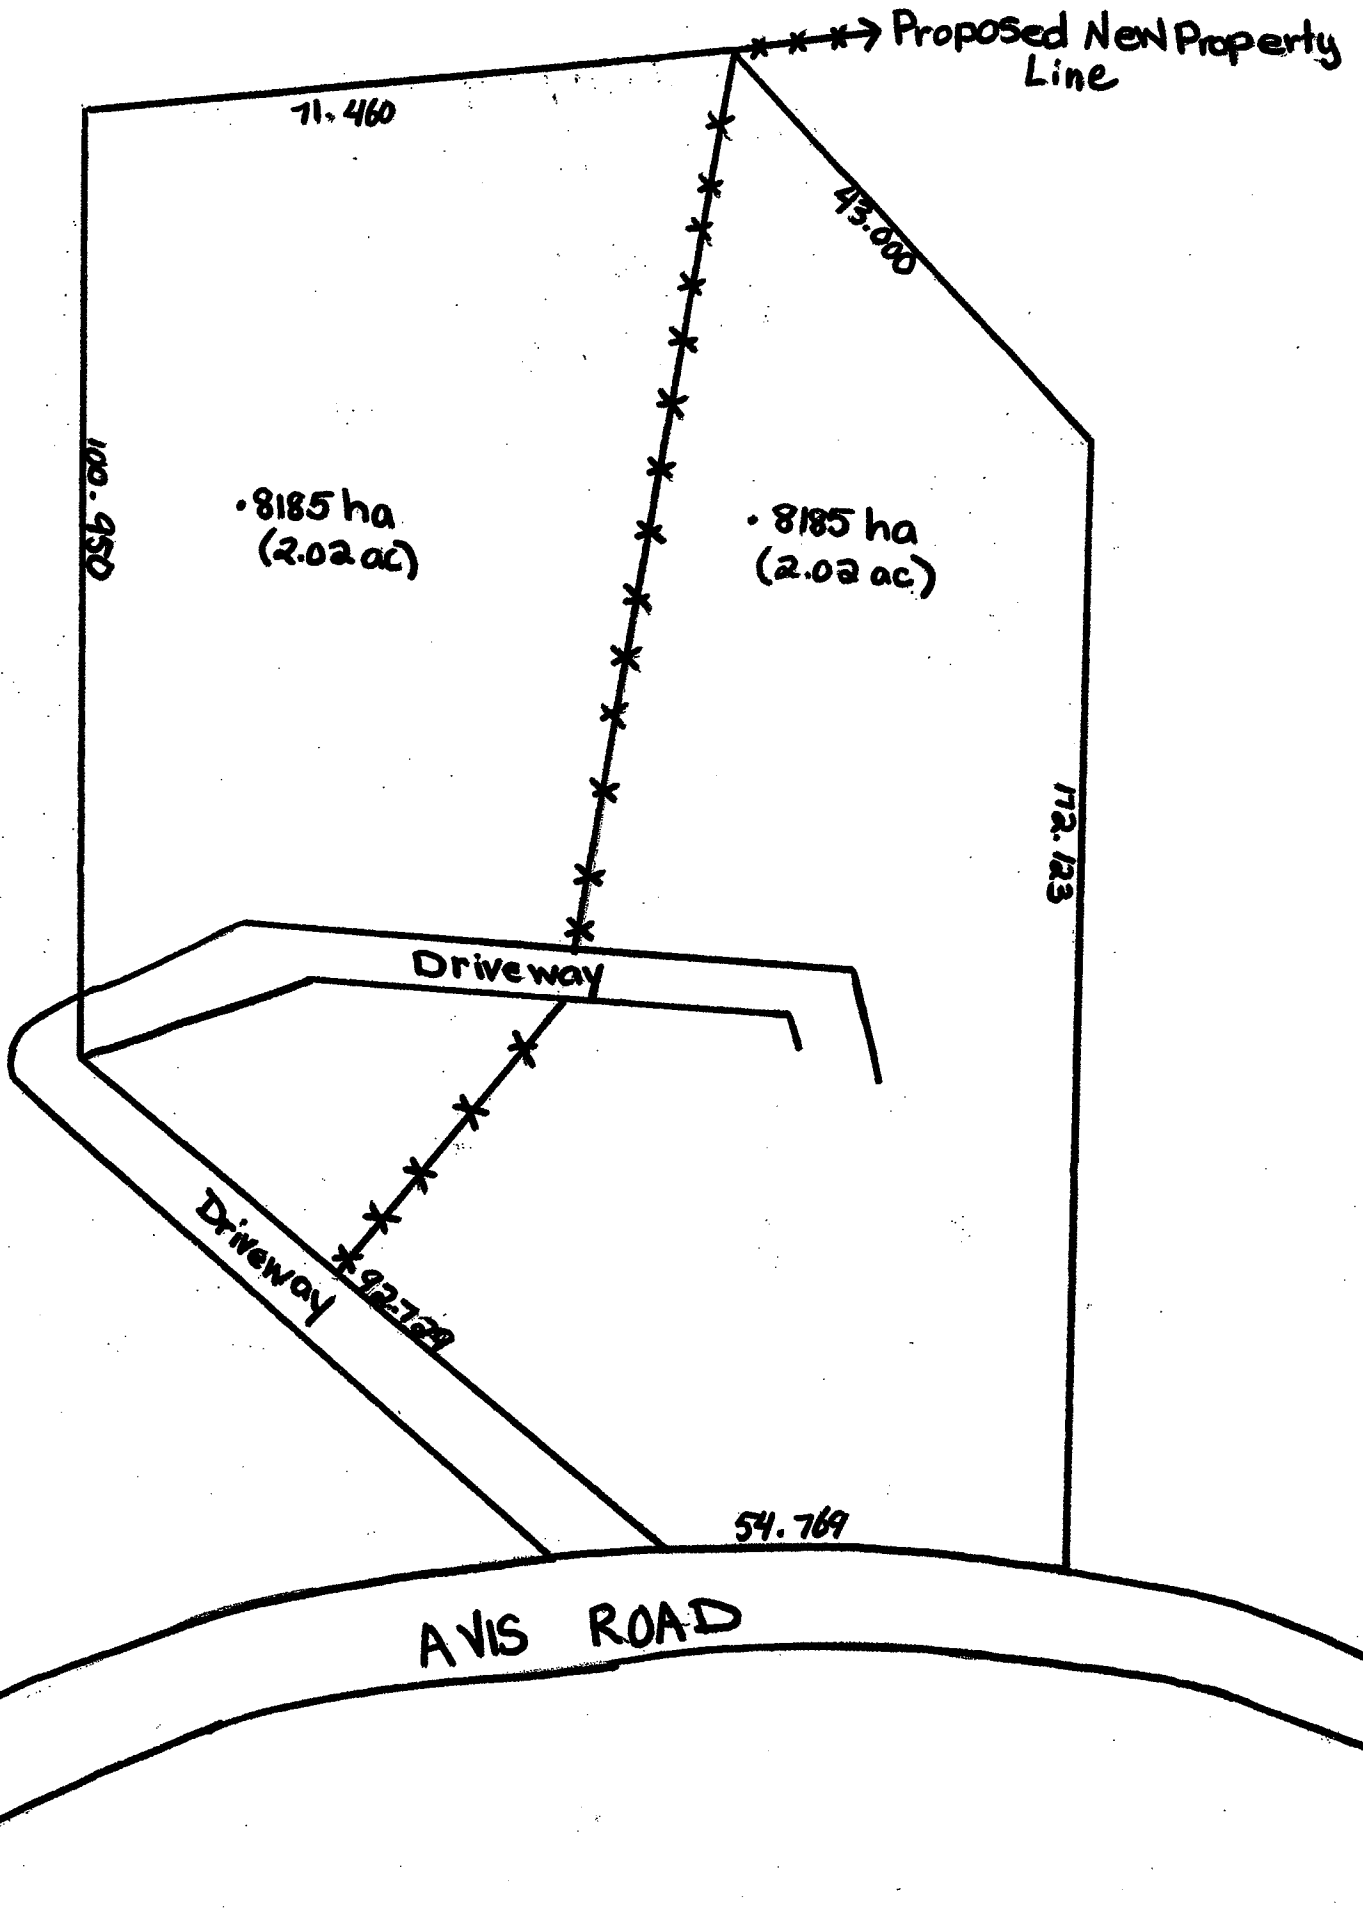 Proposed New Property
Line
71.460
43.000
100.950
.8185 ha
(2.02 ac)
.8185 ha
(2.02 ac)
172.123
Driveway
Driveway
92.729
54.769
AVIS ROAD